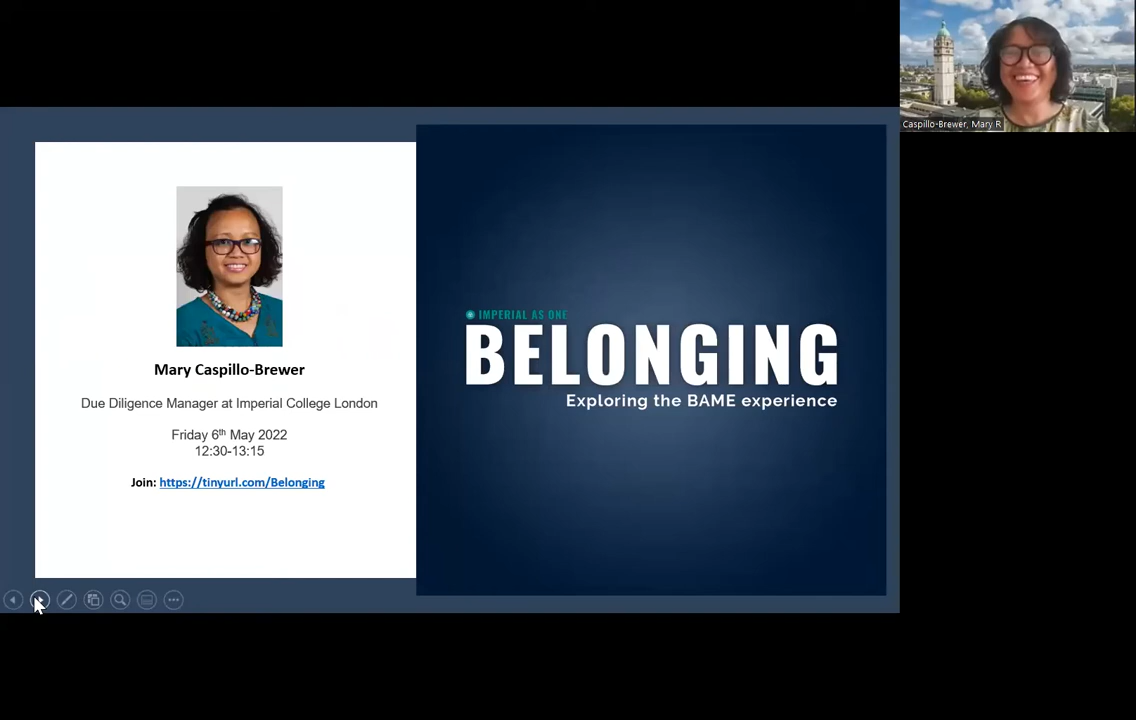 Caspillo-Brewer, Mary R
Mary Caspillo-Brewer
Due Diligence Manager at Imperial College London
Friday 6th May 2022
12:30-13:15
Join: https://tinyurl.com/Belonging
IMPERIAL AS ONE
BELONGING
Exploring the BAME experience